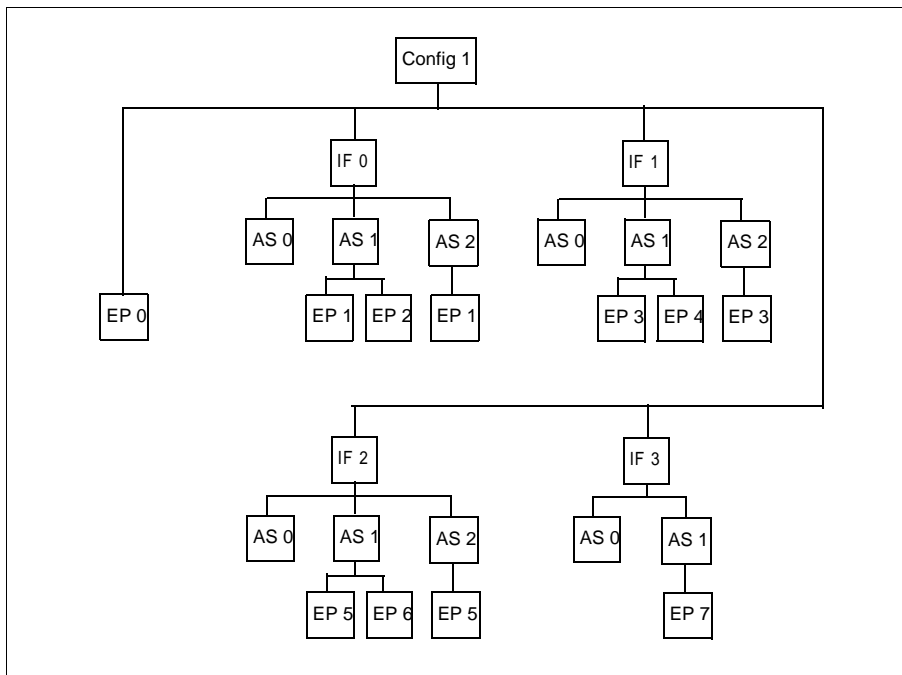 Config 1
IF 0
IF 1
AS 0
AS 1
AS 2
AS 0
AS 1
AS 2
EP 0
EP 1
EP 2
EP 1
EP 3
EP 4
EP 3
IF 2
IF 3
AS 0
AS 1
AS 2
AS 0
AS 1
EP 5
EP 6
EP 5
EP 7